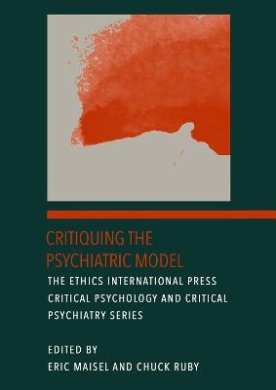 CRITIQUING THE
PSYCHIATRIC MODEL
THE ETHICS INTERNATIONAL PRESS
CRITICAL PSYCHOLOGY AND CRITICAL
PSYCHIATRY SERIES
EDITED BY
ERIC MAISEL AND CHUCK RUBY